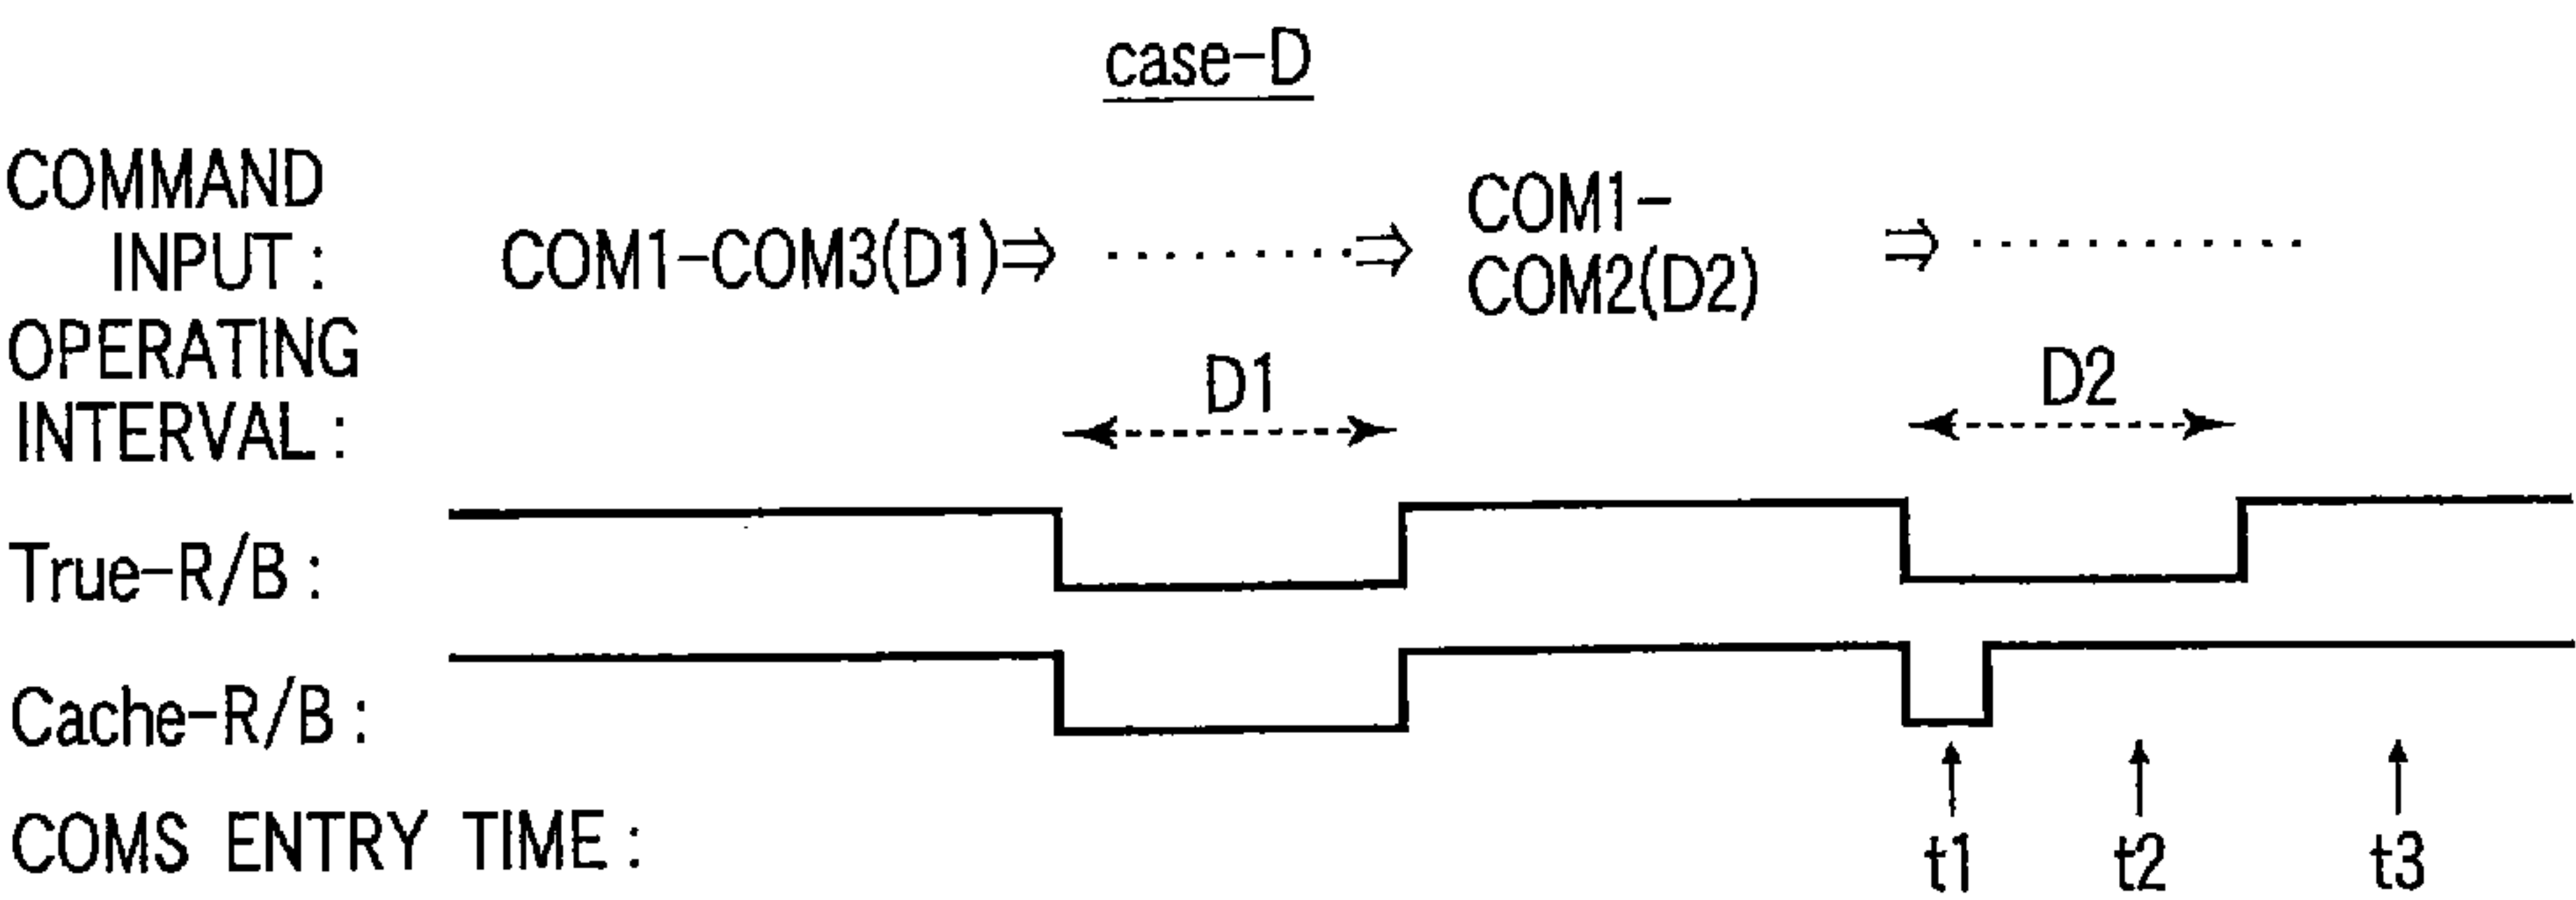 case-D
COMMAND
INPUT :
COM1-COM3(D1)⇒ ········⇒
COM1-
COM2(D2)
⇒ ···········
OPERATING
INTERVAL :
D1
D2
True-R/B :
Cache-R/B :
COMS ENTRY TIME :
t1
t2
t3